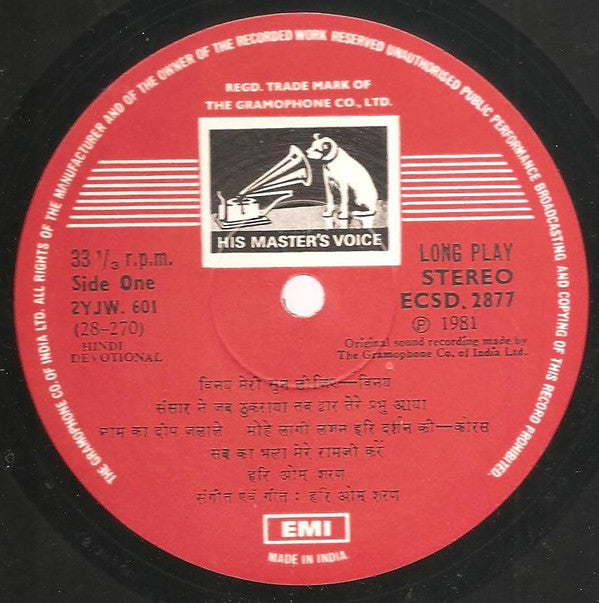 THE GRAMOPHONE CO OF INDIA LTD. ALL RIGHTS OF THE MANUFACTURER AND OF THE OWNER OF THE RECORDED WORK RESERVED UNAUTHORISED PUBLIC PERFORMANCE BROADCASTING AND COPYING OF THIS RECORD PROHIBITED.
REGD. TRADE MARK OF
THE GRAMOPHONE CO., LTD.
HIS MASTER'S VOICE
33 1/3 r.p.m.
Side One
2YJW. 601
(28-270)
HINDI
DEVOTIONAL
LONG PLAY
STEREO
ECSD. 2877
℗ 1981
Original sound recording made by
The Gramophone Co. of India Ltd.
विनय मेरी सुन लीजिए—विनय
संसार ने जब ठुकराया तब द्वार तेरे प्रभु आया
नाम का दीप जलाले मोहे लागी लगन हरि दर्शन की—कोरस
सब का भला मेरे रामजी करें
हरि ओम शरण
संगीत एवं गीत: हरि ओम शरण
EMI
MADE IN INDIA